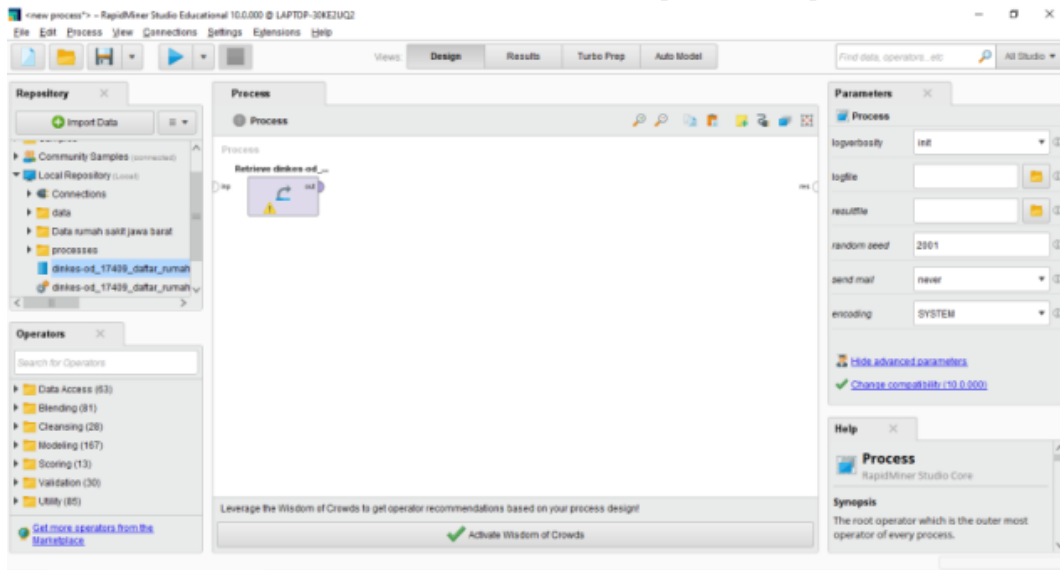 <new process*> – RapidMiner Studio Educational 10.0.000 @ LAPTOP-30KE2UQ2
File Edit Process View Connections Settings Extensions Help
Views: Design Results Turbo Prep Auto Model
Find data, operators...etc
All Studio
Repository
Import Data
Community Samples (connected)
Local Repository (Local)
Connections
data
Data rumah sakit jawa barat
processes
dinkes-od_17409_daftar_rumah
dinkes-od_17409_daftar_rumah
Operators
Search for Operators
Data Access (63)
Blending (81)
Cleansing (28)
Modeling (167)
Scoring (13)
Validation (30)
Utility (85)
Get more operators from the
Marketplace
Process
Process
Process
Retrieve dinkes-od_...
inp
out
res
Leverage the Wisdom of Crowds to get operator recommendations based on your process design!
Activate Wisdom of Crowds
Parameters
Process
logverbosity
init
logfile
resultfile
random seed
2001
send mail
never
encoding
SYSTEM
Hide advanced parameters
Change compatibility (10.0.000)
Help
Process
RapidMiner Studio Core
Synopsis
The root operator which is the outer most
operator of every process.